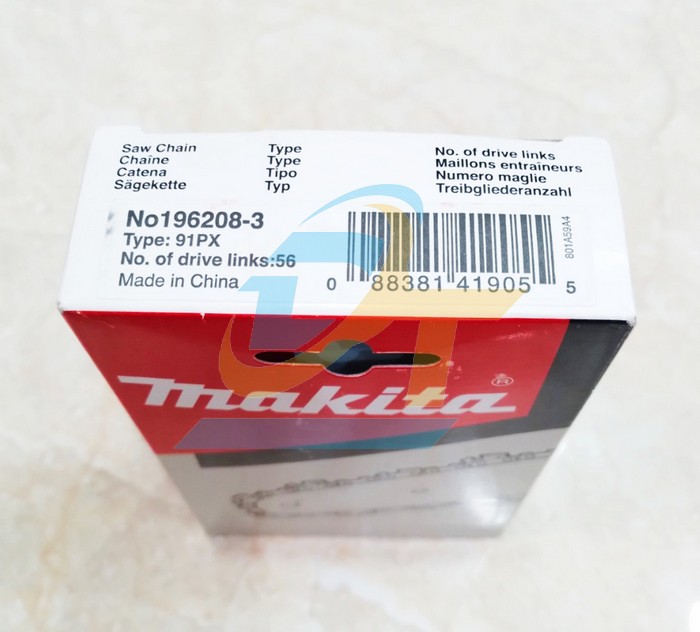 Saw Chain
Chaîne
Catena
Sägekette
Type
Type
Tipo
Typ
No. of drive links
Maillons entraîneurs
Numero maglie
Treibgliederanzahl
No196208-3
Type: 91PX
No. of drive links:56
Made in China
0 88381 41905 5
801A59A4
makita®